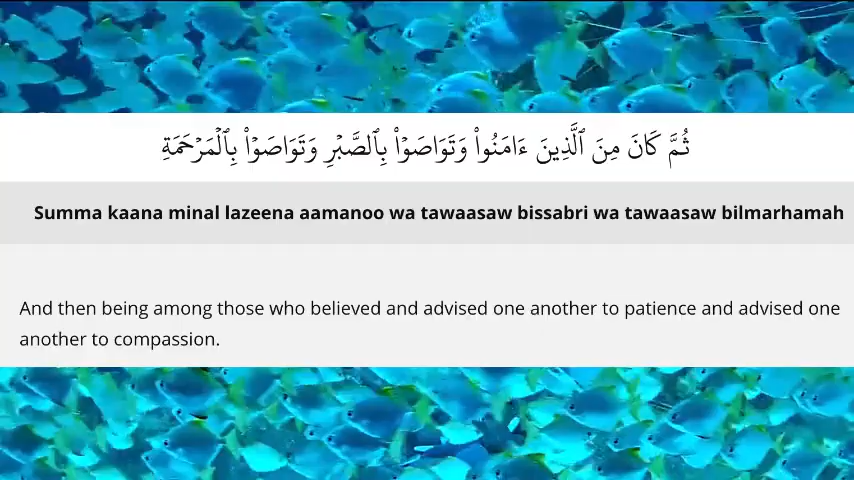 ثُمَّ كَانَ مِنَ ٱلَّذِينَ ءَامَنُوا۟ وَتَوَاصَوْا۟ بِٱلصَّبْرِ وَتَوَاصَوْا۟ بِٱلْمَرْحَمَةِ
Summa kaana minal lazeena aamanoo wa tawaasaw bissabri wa tawaasaw bilmarhamah
And then being among those who believed and advised one another to patience and advised one
another to compassion.